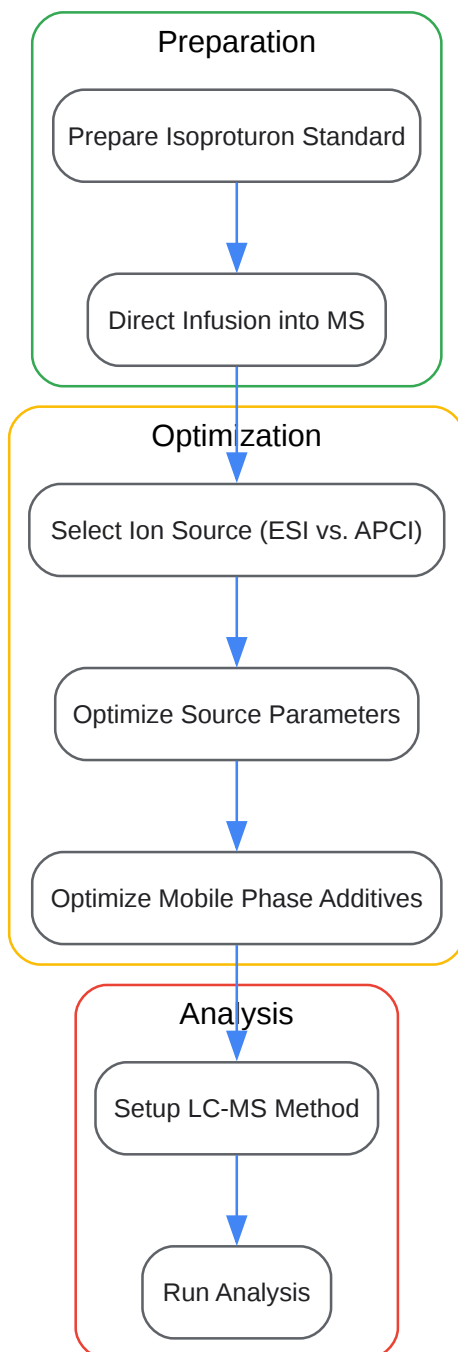 Preparation
Prepare Isoproturon Standard
Direct Infusion into MS
Optimization
Select Ion Source (ESI vs. APCI)
Optimize Source Parameters
Optimize Mobile Phase Additives
Analysis
Setup LC-MS Method
Run Analysis